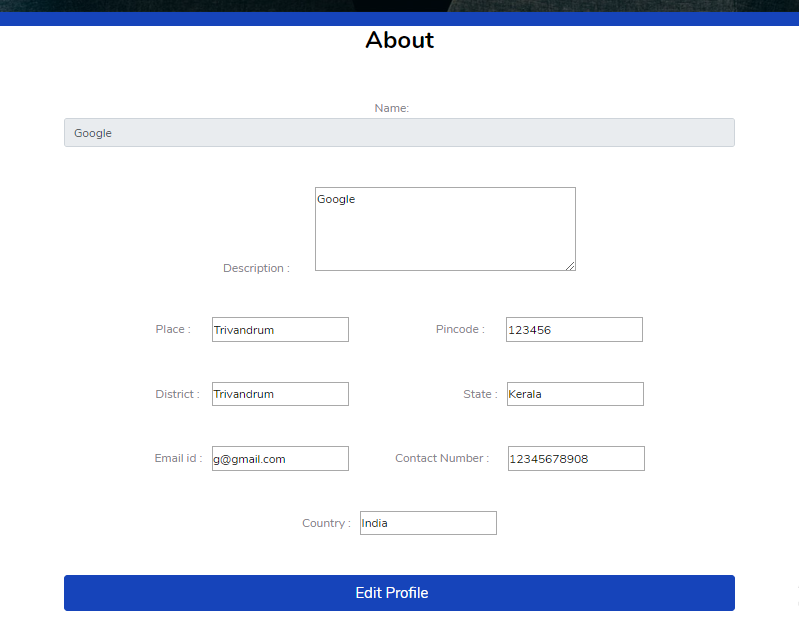 About
Name:
Google
Google
Description :
Place : Trivandrum Pincode : 123456
District : Trivandrum State : Kerala
Email id : g@gmail.com Contact Number : 12345678908
Country : India
Edit Profile